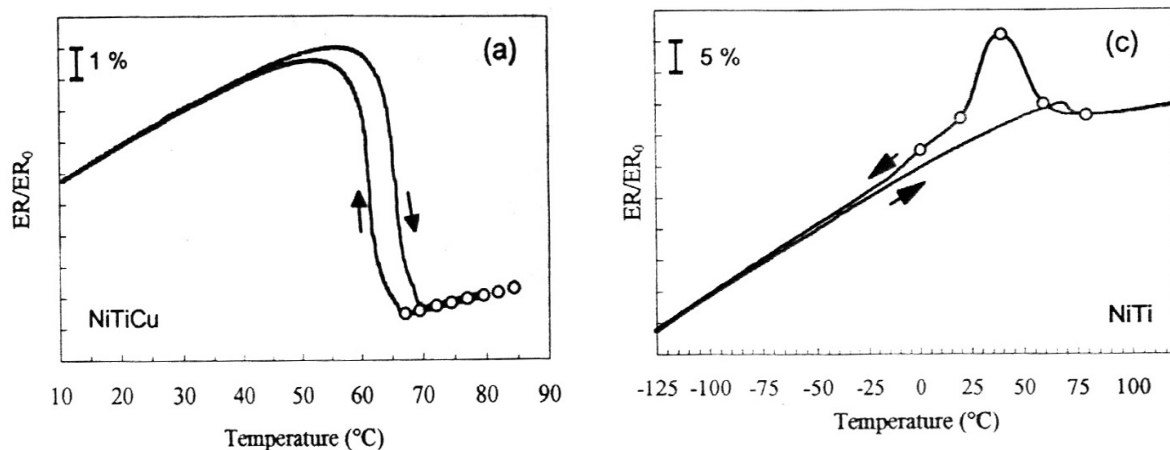 (a)
1 %
ER/ER₀
NiTiCu
10 20 30 40 50 60 70 80 90
Temperature (°C)
(c)
5 %
ER/ER₀
NiTi
-125 -100 -75 -50 -25 0 25 50 75 100
Temperature (°C)